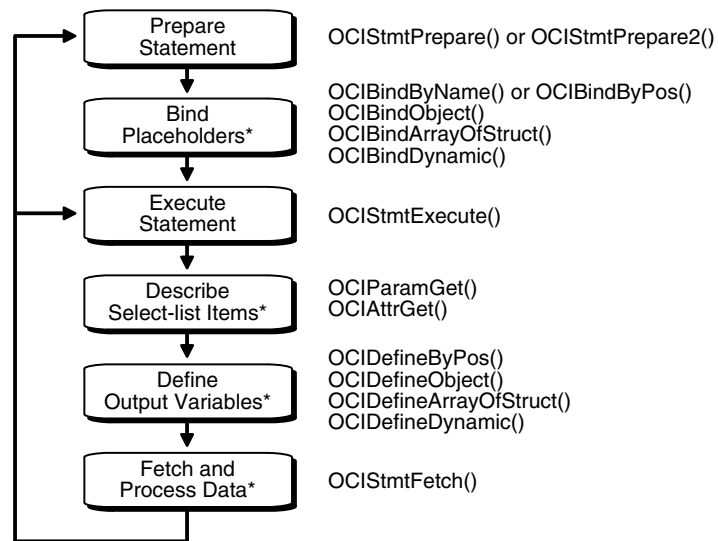 Prepare
Statement
OCIStmtPrepare() or OCIStmtPrepare2()
Bind
Placeholders*
OCIBindByName() or OCIBindByPos()
OCIBindObject()
OCIBindArrayOfStruct()
OCIBindDynamic()
Execute
Statement
OCIStmtExecute()
Describe
Select-list Items*
OCIParamGet()
OCIAttrGet()
Define
Output Variables*
OCIDefineByPos()
OCIDefineObject()
OCIDefineArrayOfStruct()
OCIDefineDynamic()
Fetch and
Process Data*
OCIStmtFetch()